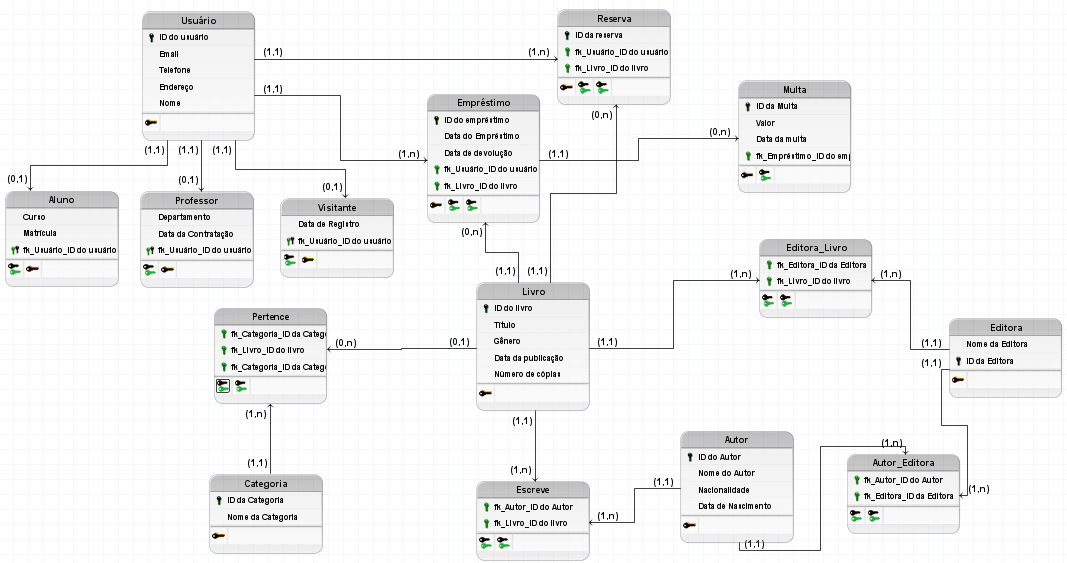 Usuário
ID do usuário
Email
Telefone
Endereço
Nome
(1,1)
(1,n)
Reserva
ID da reserva
fk_Usuário_ID do usuário
fk_Livro_ID do livro
(1,1)
(1,n)
Empréstimo
ID do empréstimo
Data do Empréstimo
Data de devolução
fk_Usuário_ID do usuário
fk_Livro_ID do livro
(0,n)
(1,1)
(0,n)
Multa
ID da Multa
Valor
Data da multa
fk_Empréstimo_ID do emp
(1,1)
(1,1)
(1,1)
(0,1)
(0,1)
(0,1)
Aluno
Curso
Matrícula
fk_Usuário_ID do usuário
Professor
Departamento
Data da Contratação
fk_Usuário_ID do usuário
Visitante
Data de Registro
fk_Usuário_ID do usuário
(0,n)
(1,1)
(1,1)
Livro
ID do livro
Título
Gênero
Data da publicação
Número de cópias
(1,1)
(1,n)
Editora_Livro
fk_Editora_ID da Editora
fk_Livro_ID do livro
(1,n)
(1,1)
(1,1)
Editora
Nome da Editora
ID da Editora
Pertence
fk_Categoria_ID da Categ
fk_Livro_ID do livro
fk_Categoria_ID da Categ
(0,n)
(0,1)
(1,n)
(1,1)
Categoria
ID da Categoria
Nome da Categoria
(1,1)
(1,n)
Escreve
fk_Autor_ID do Autor
fk_Livro_ID do livro
(1,n)
(1,1)
Autor
ID do Autor
Nome do Autor
Nacionalidade
Data de Nascimento
(1,1)
(1,n)
Autor_Editora
fk_Autor_ID do Autor
fk_Editora_ID da Editora
(1,n)